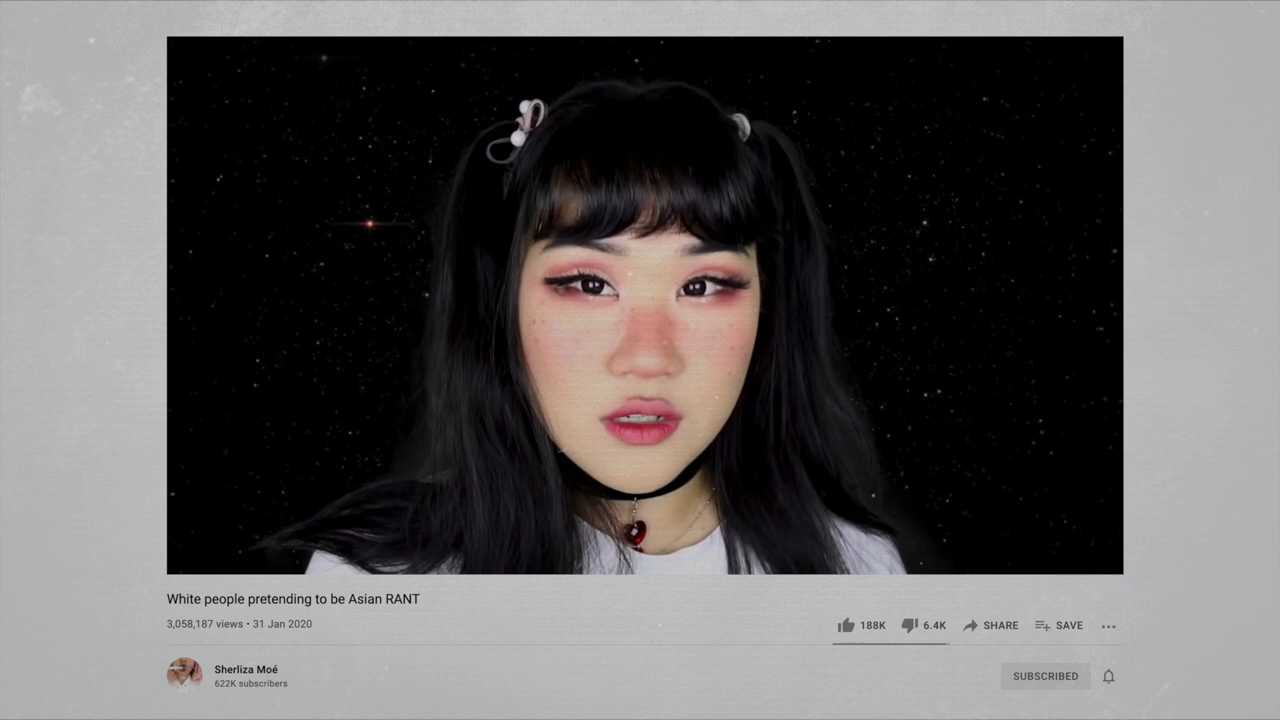 White people pretending to be Asian RANT
3,058,187 views • 31 Jan 2020
188K 6.4K SHARE SAVE
Sherliza Moé
622K subscribers
SUBSCRIBED